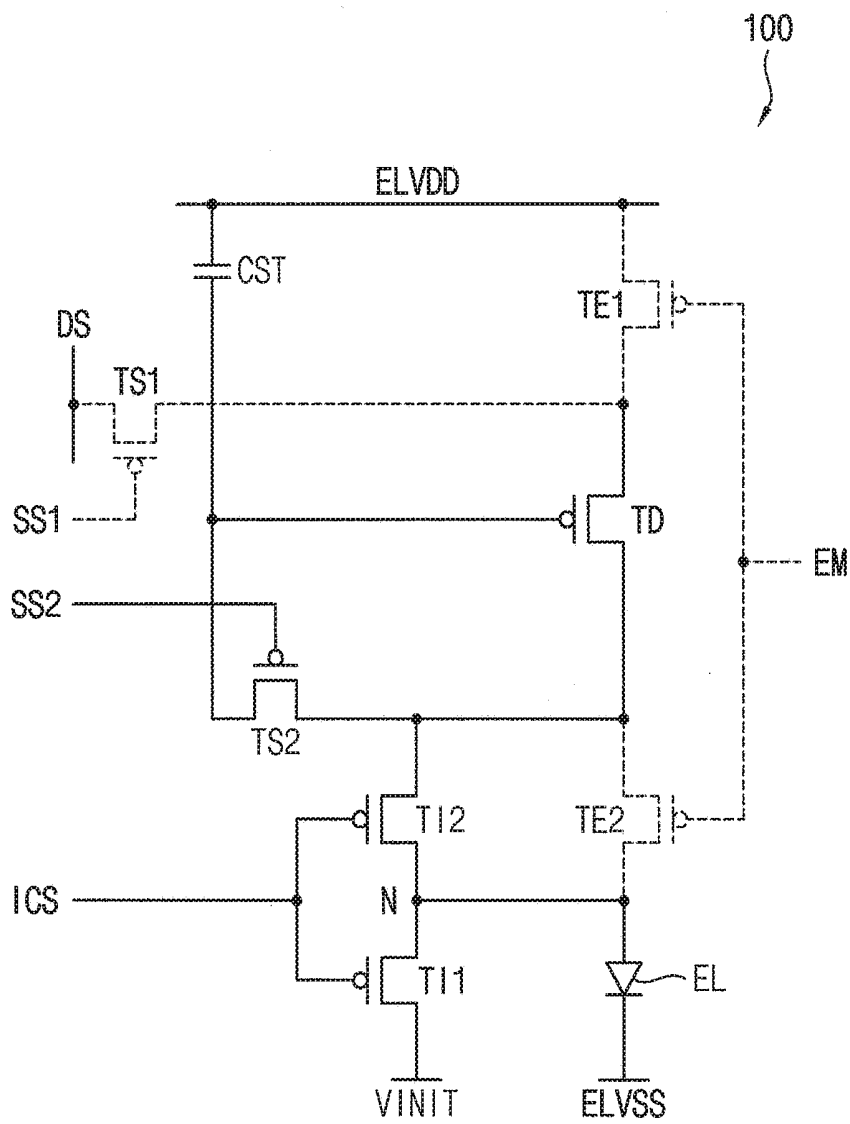 100
ELVDD
CST
TE1
DS
TS1
SS1
TD
EM
SS2
TS2
TI2
TE2
ICS
N
TI1
EL
VINIT
ELVSS